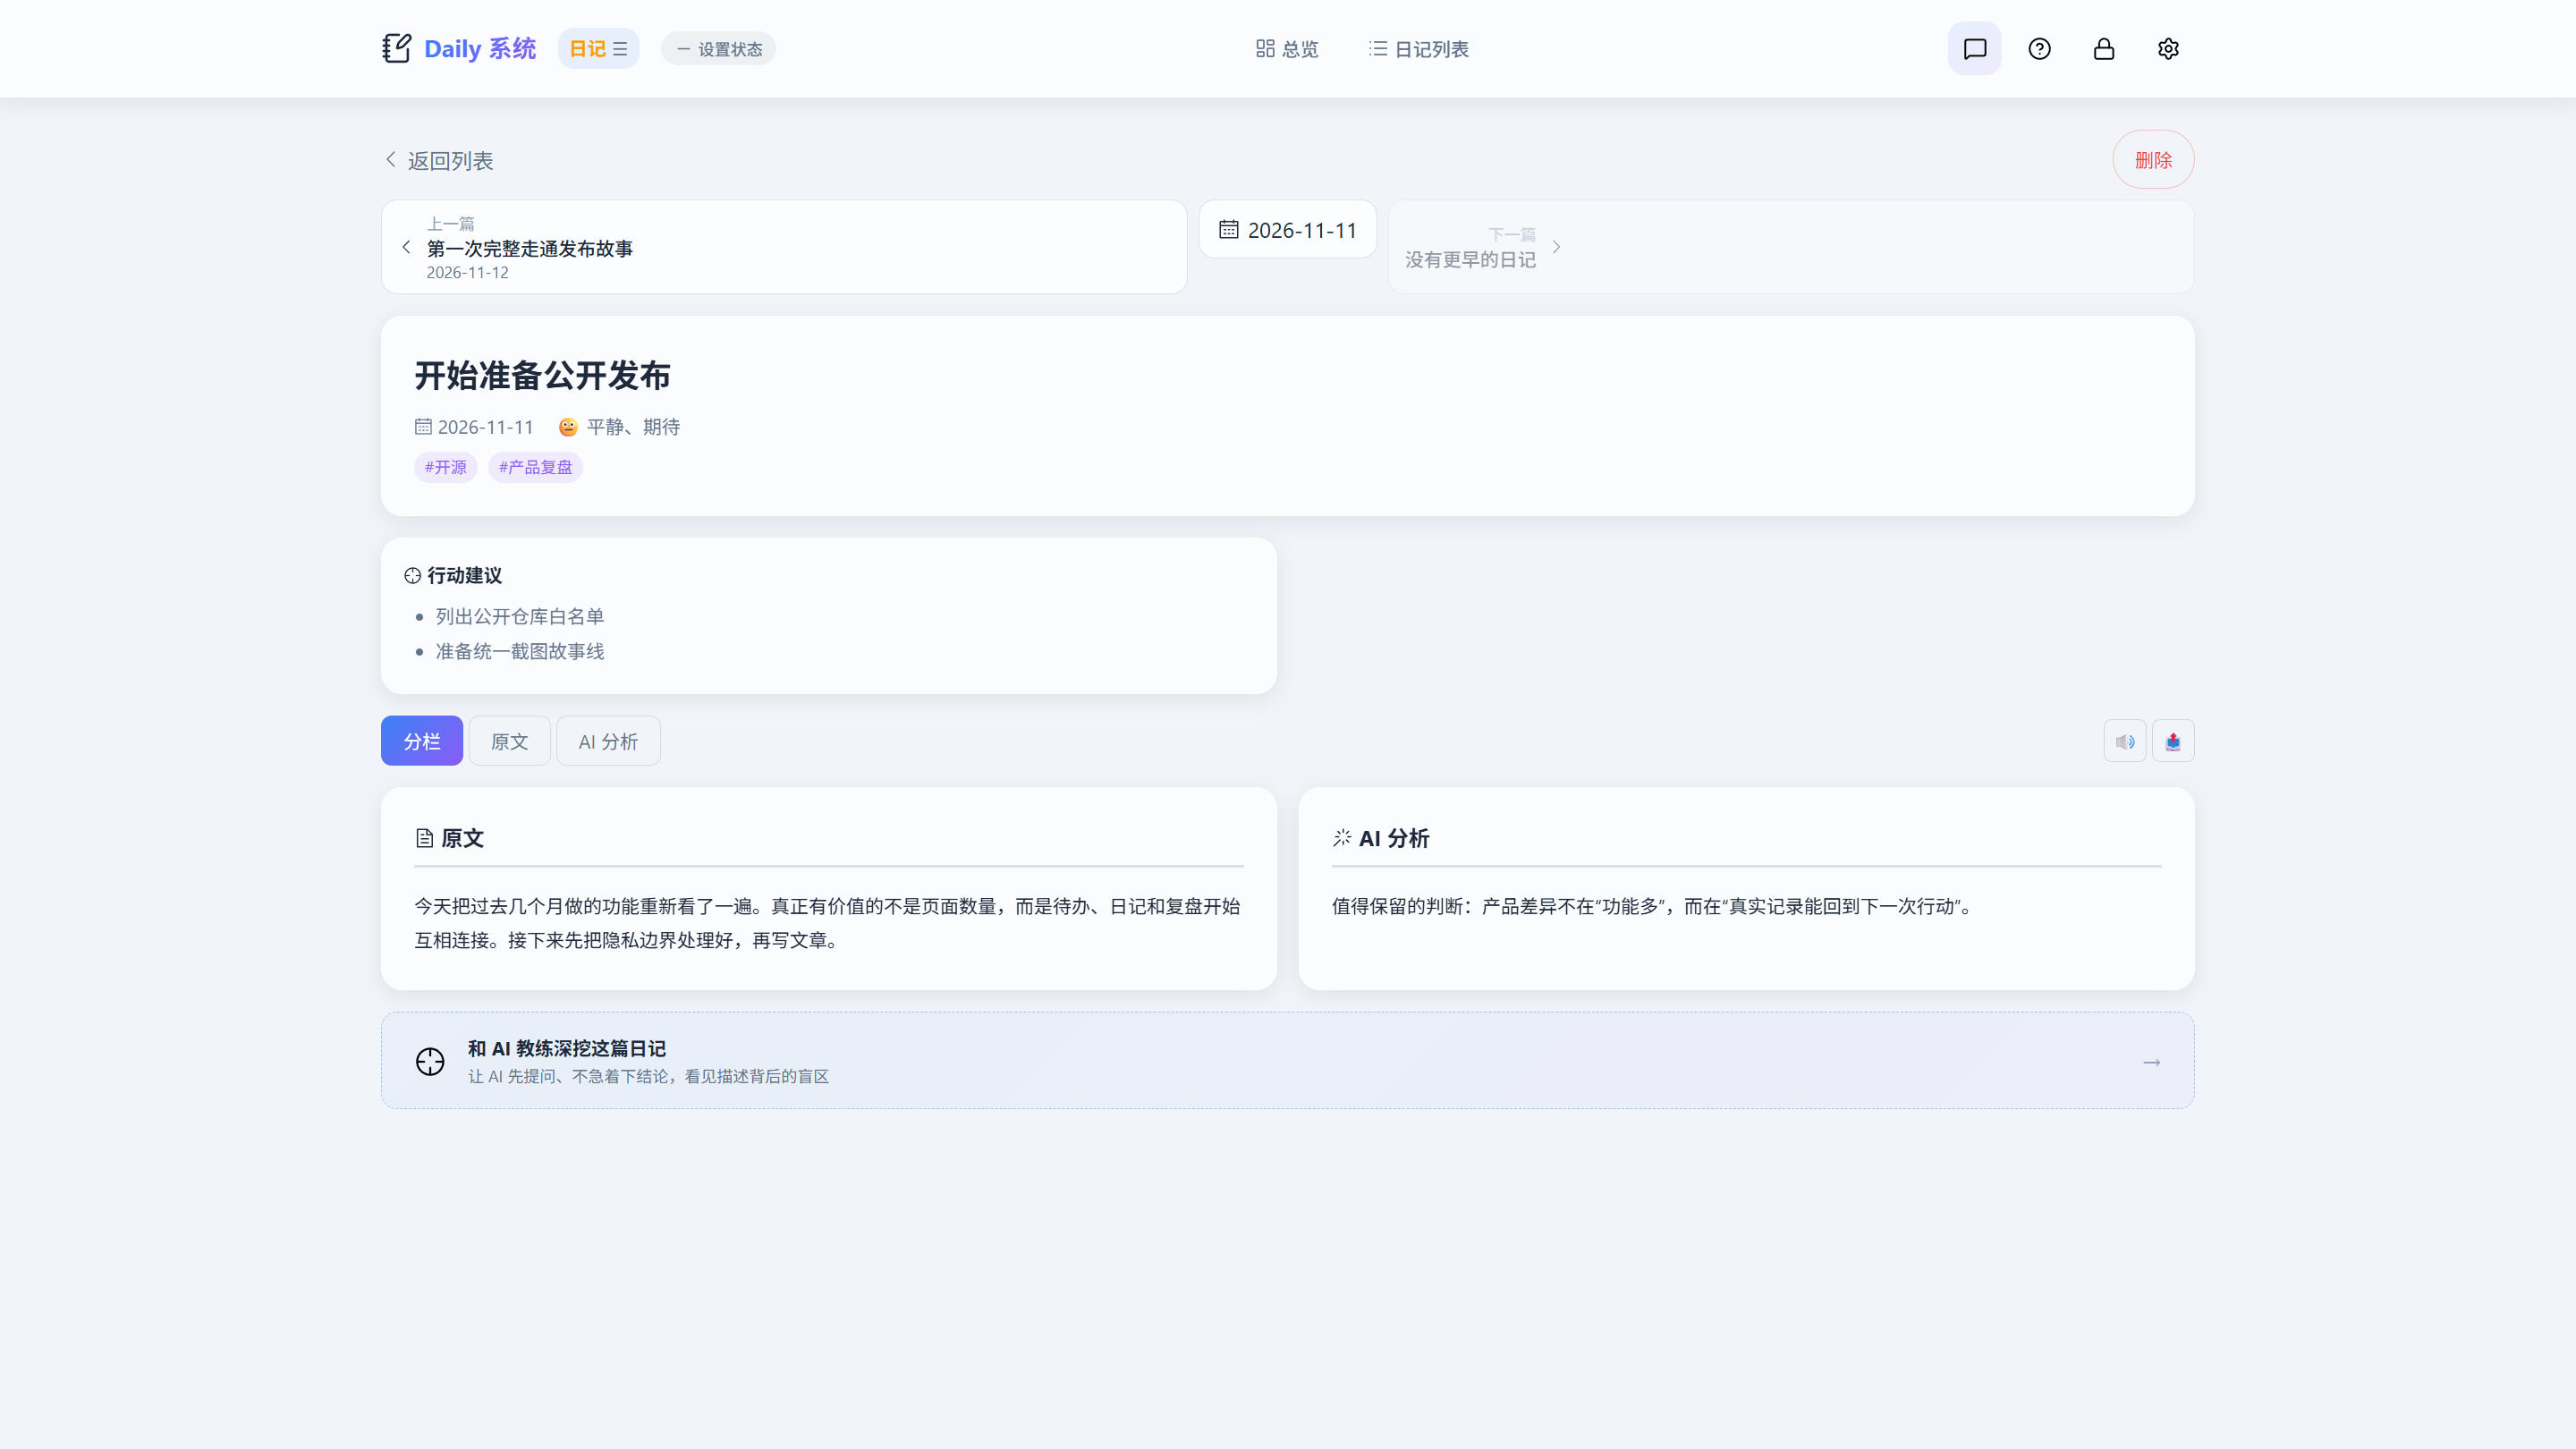 Daily 系统
日记
设置状态
总览
日记列表
返回列表
删除
上一篇
第一次完整走通发布故事
2026-11-12
2026-11-11
下一篇
没有更早的日记
开始准备公开发布
2026-11-11 平静、期待
#开源 #产品复盘
行动建议
列出公开仓库白名单
准备统一截图故事线
分栏
原文
AI 分析
原文
今天把过去几个月做的功能重新看了一遍。真正有价值的不是页面数量，而是待办、日记和复盘开始
互相连接。接下来先把隐私边界处理好，再写文章。
AI 分析
值得保留的判断：产品差异不在“功能多”，而在“真实记录能回到下一次行动”。
和 AI 教练深挖这篇日记
让 AI 先提问、不急着下结论，看见描述背后的盲区